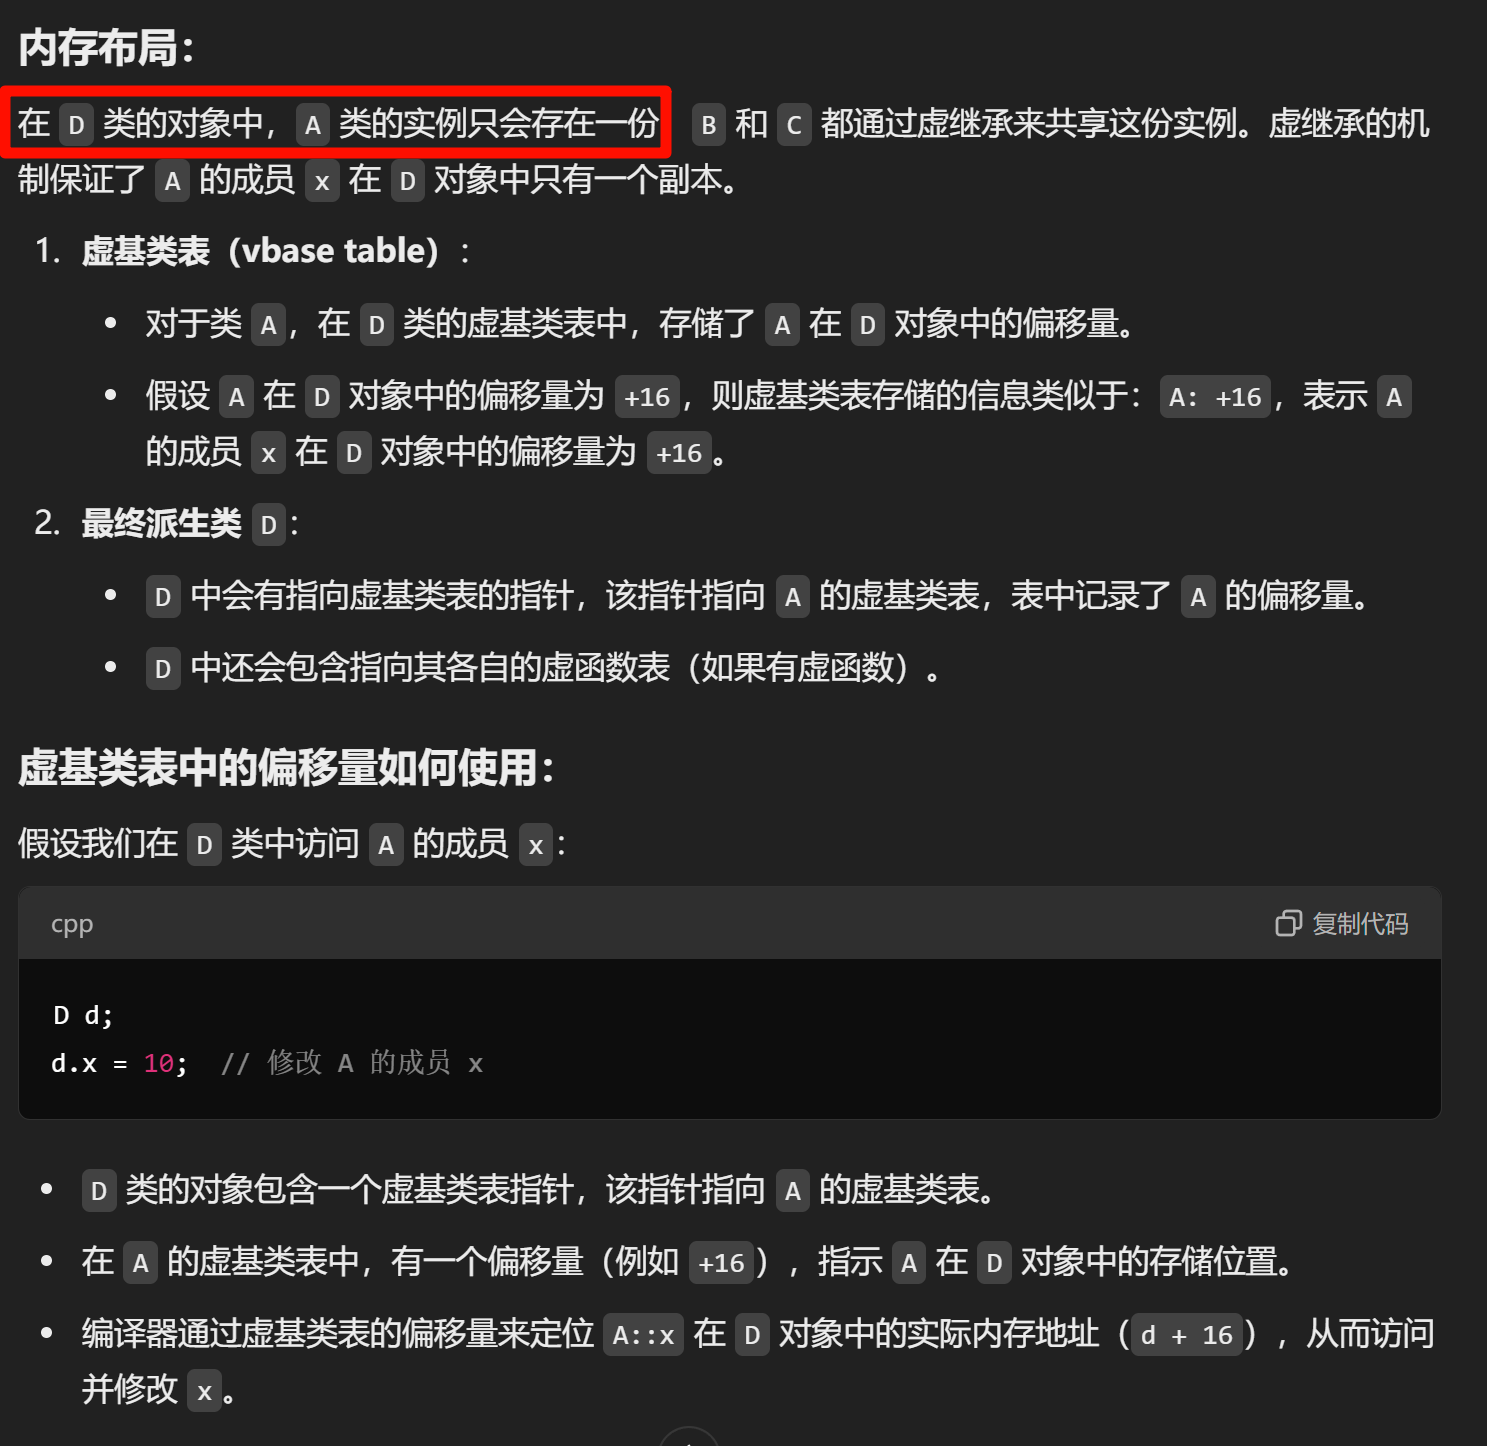 内存布局：
在 D 类的对象中，A 类的实例只会存在一份 B 和 C 都通过虚继承来共享这份实例。虚继承的机
制保证了 A 的成员 x 在 D 对象中只有一个副本。
1. 虚基类表（vbase table）：
• 对于类 A，在 D 类的虚基类表中，存储了 A 在 D 对象中的偏移量。
• 假设 A 在 D 对象中的偏移量为 +16，则虚基类表存储的信息类似于：A: +16，表示 A
的成员 x 在 D 对象中的偏移量为 +16。
2. 最终派生类 D：
• D 中会有指向虚基类表的指针，该指针指向 A 的虚基类表，表中记录了 A 的偏移量。
• D 中还会包含指向其各自的虚函数表（如果有虚函数）。
虚基类表中的偏移量如何使用：
假设我们在 D 类中访问 A 的成员 x：
cpp 复制代码
D d;
d.x = 10; // 修改 A 的成员 x
• D 类的对象包含一个虚基类表指针，该指针指向 A 的虚基类表。
• 在 A 的虚基类表中，有一个偏移量（例如 +16），指示 A 在 D 对象中的存储位置。
• 编译器通过虚基类表的偏移量来定位 A::x 在 D 对象中的实际内存地址（d + 16），从而访问
并修改 x。